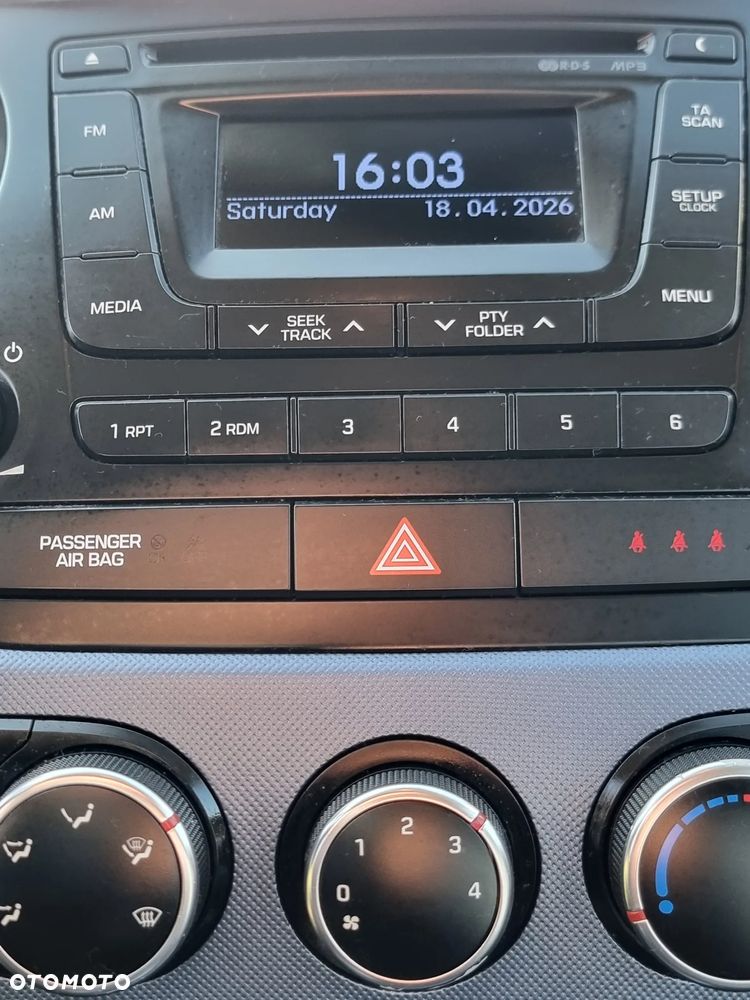 R·D·S MP3
FM
TA
SCAN
16:03
AM
SETUP
CLOCK
Saturday 18.04.2026
MEDIA
MENU
SEEK
TRACK
PTY
FOLDER
1 RPT 2 RDM 3 4 5 6
PASSENGER
AIR BAG
0 1 2 3 4
OTOMOTO